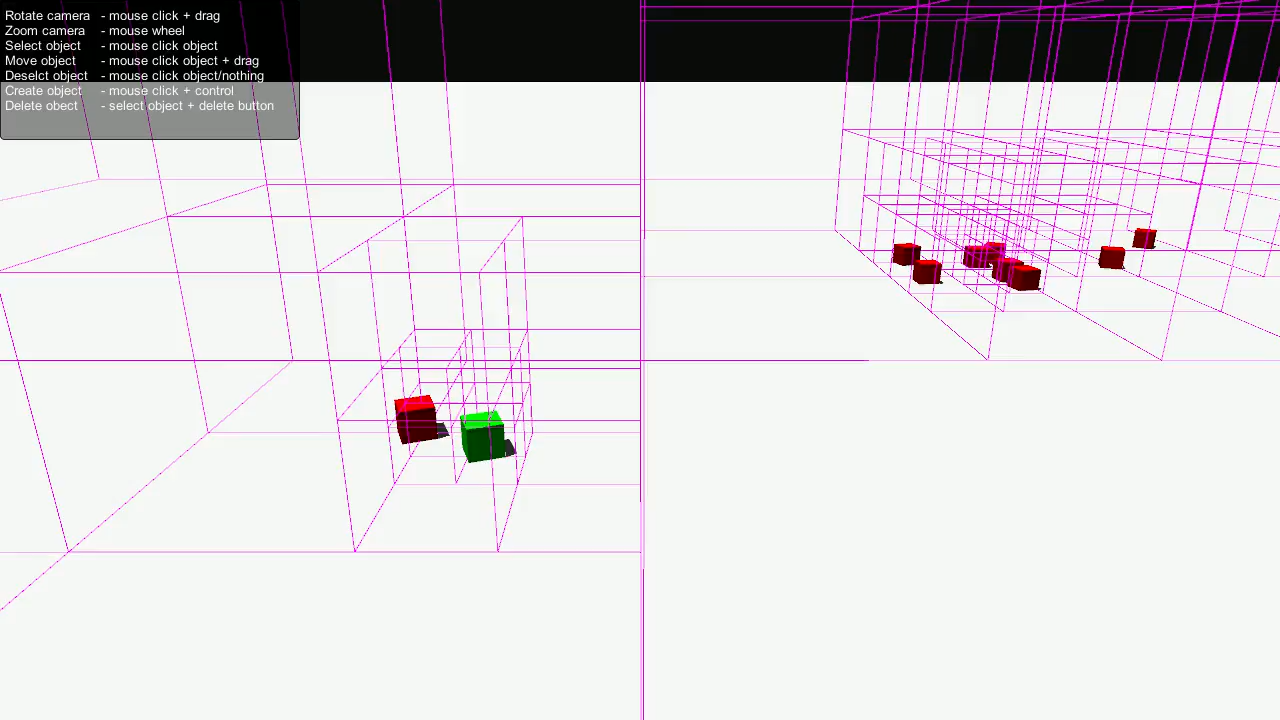 Rotate camera - mouse click + drag
Zoom camera - mouse wheel
Select object - mouse click object
Move object - mouse click object + drag
Deselct object - mouse click object/nothing
Create object - mouse click + control
Delete obect - select object + delete button